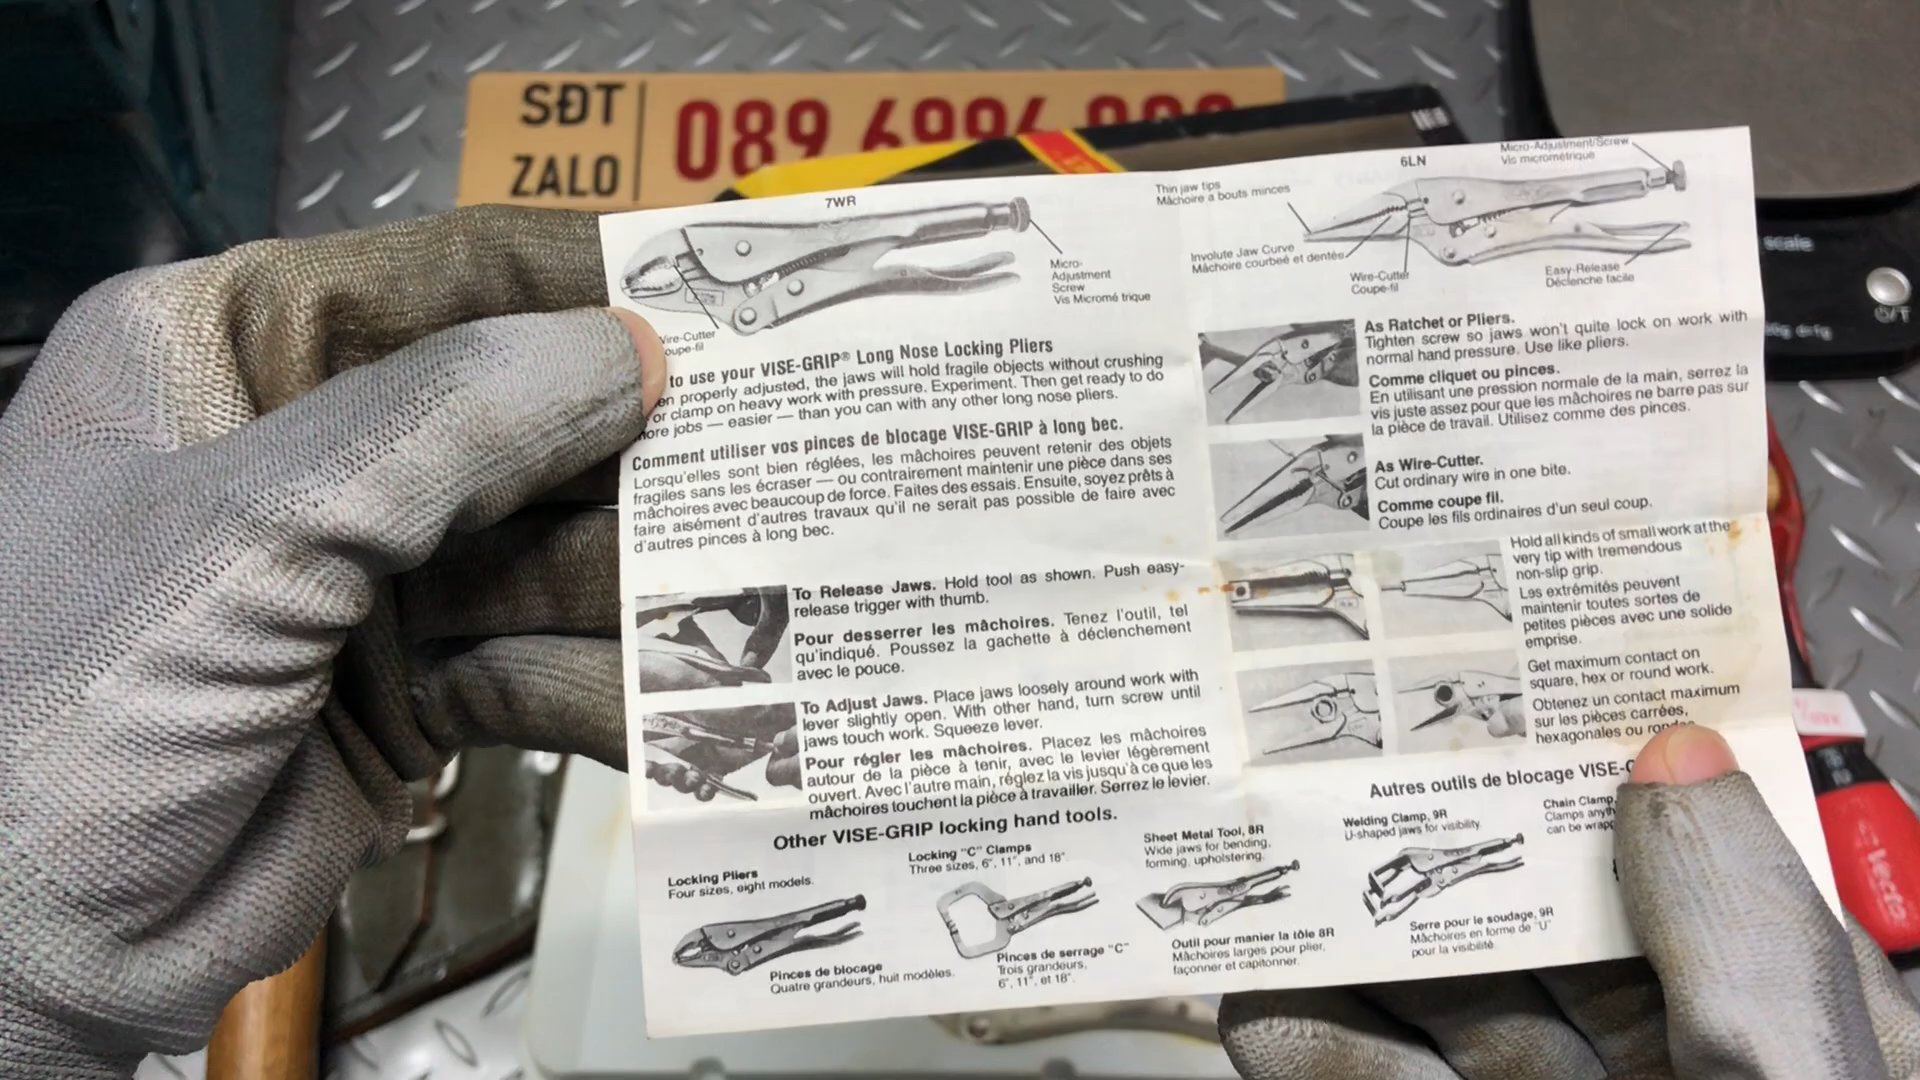 SĐT
ZALO
089 6996
7WR
Micro-
Adjustment
Screw
Vis Micromé trique
Wire-Cutter
oupe-fil
to use your VISE-GRIP® Long Nose Locking Pliers
en properly adjusted, the jaws will hold fragile objects without crushing
or clamp on heavy work with pressure. Experiment. Then get ready to do
ore jobs — easier — than you can with any other long nose pliers.
Comment utiliser vos pinces de blocage VISE-GRIP à long bec.
Lorsqu'elles sont bien réglées, les mâchoires peuvent retenir des objets
fragiles sans les écraser — ou contrairement maintenir une pièce dans ses
mâchoires avec beaucoup de force. Faites des essais. Ensuite, soyez prêts à
faire aisément d'autres travaux qu'il ne serait pas possible de faire avec
d'autres pinces à long bec.
To Release Jaws. Hold tool as shown. Push easy-
release trigger with thumb.
Pour desserrer les mâchoires. Tenez l'outil, tel
qu'indiqué. Poussez la gachette à déclenchement
avec le pouce.
To Adjust Jaws. Place jaws loosely around work with
lever slightly open. With other hand, turn screw until
jaws touch work. Squeeze lever.
Pour régler les mâchoires. Placez les mâchoires
autour de la pièce à tenir, avec le levier légèrement
ouvert. Avec l'autre main, réglez la vis jusqu'à ce que les
mâchoires touchent la pièce à travailler. Serrez le levier.
6LN
Micro-Adjustment/Screw
Vis micrométrique
Thin jaw tips
Mâchoire a bouts minces
Involute Jaw Curve
Mâchoire courbeé et dentée
Wire-Cutter
Coupe-fil
Easy-Release
Déclenche facile
As Ratchet or Pliers.
Tighten screw so jaws won't quite lock on work with
normal hand pressure. Use like pliers.
Comme cliquet ou pinces.
En utilisant une pression normale de la main, serrez la
vis juste assez pour que les mâchoires ne barre pas sur
la pièce de travail. Utilisez comme des pinces.
As Wire-Cutter.
Cut ordinary wire in one bite.
Comme coupe fil.
Coupe les fils ordinaires d'un seul coup.
Hold all kinds of small work at the
very tip with tremendous
non-slip grip.
Les extrémités peuvent
maintenir toutes sortes de
petites pièces avec une solide
emprise.
Get maximum contact on
square, hex or round work.
Obtenez un contact maximum
sur les pièces carrées,
hexagonales ou rondes
Other VISE-GRIP locking hand tools.
Autres outils de blocage VISE-G
Locking Pliers
Four sizes, eight models.
Pinces de blocage
Quatre grandeurs, huit modèles.
Locking "C" Clamps
Three sizes, 6", 11", and 18".
Pinces de serrage "C"
Trois grandeurs,
6", 11", et 18".
Sheet Metal Tool, 8R
Wide jaws for bending,
forming, upholstering.
Outil pour manier la tôle 8R
Mâchoires larges pour plier,
façonner et capitonner.
Welding Clamp, 9R
U-shaped jaws for visibility.
Serre pour le soudage, 9R
Mâchoires en forme de "U"
pour la visibilité.
Chain Clamp,
Clamps anyth
can be wrapp
scale